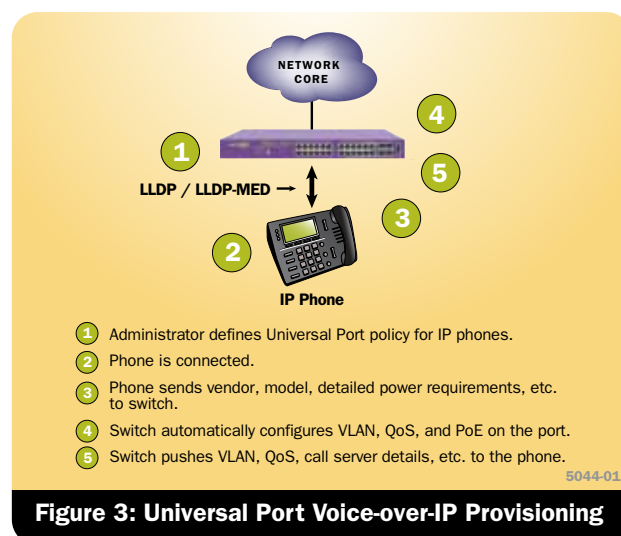 NETWORK
CORE
4
1
5
LLDP / LLDP-MED
3
2
IP Phone
1 Administrator defines Universal Port policy for IP phones.
2 Phone is connected.
3 Phone sends vendor, model, detailed power requirements, etc.
to switch.
4 Switch automatically configures VLAN, QoS, and PoE on the port.
5 Switch pushes VLAN, QoS, call server details, etc. to the phone.
5044-01
Figure 3: Universal Port Voice-over-IP Provisioning